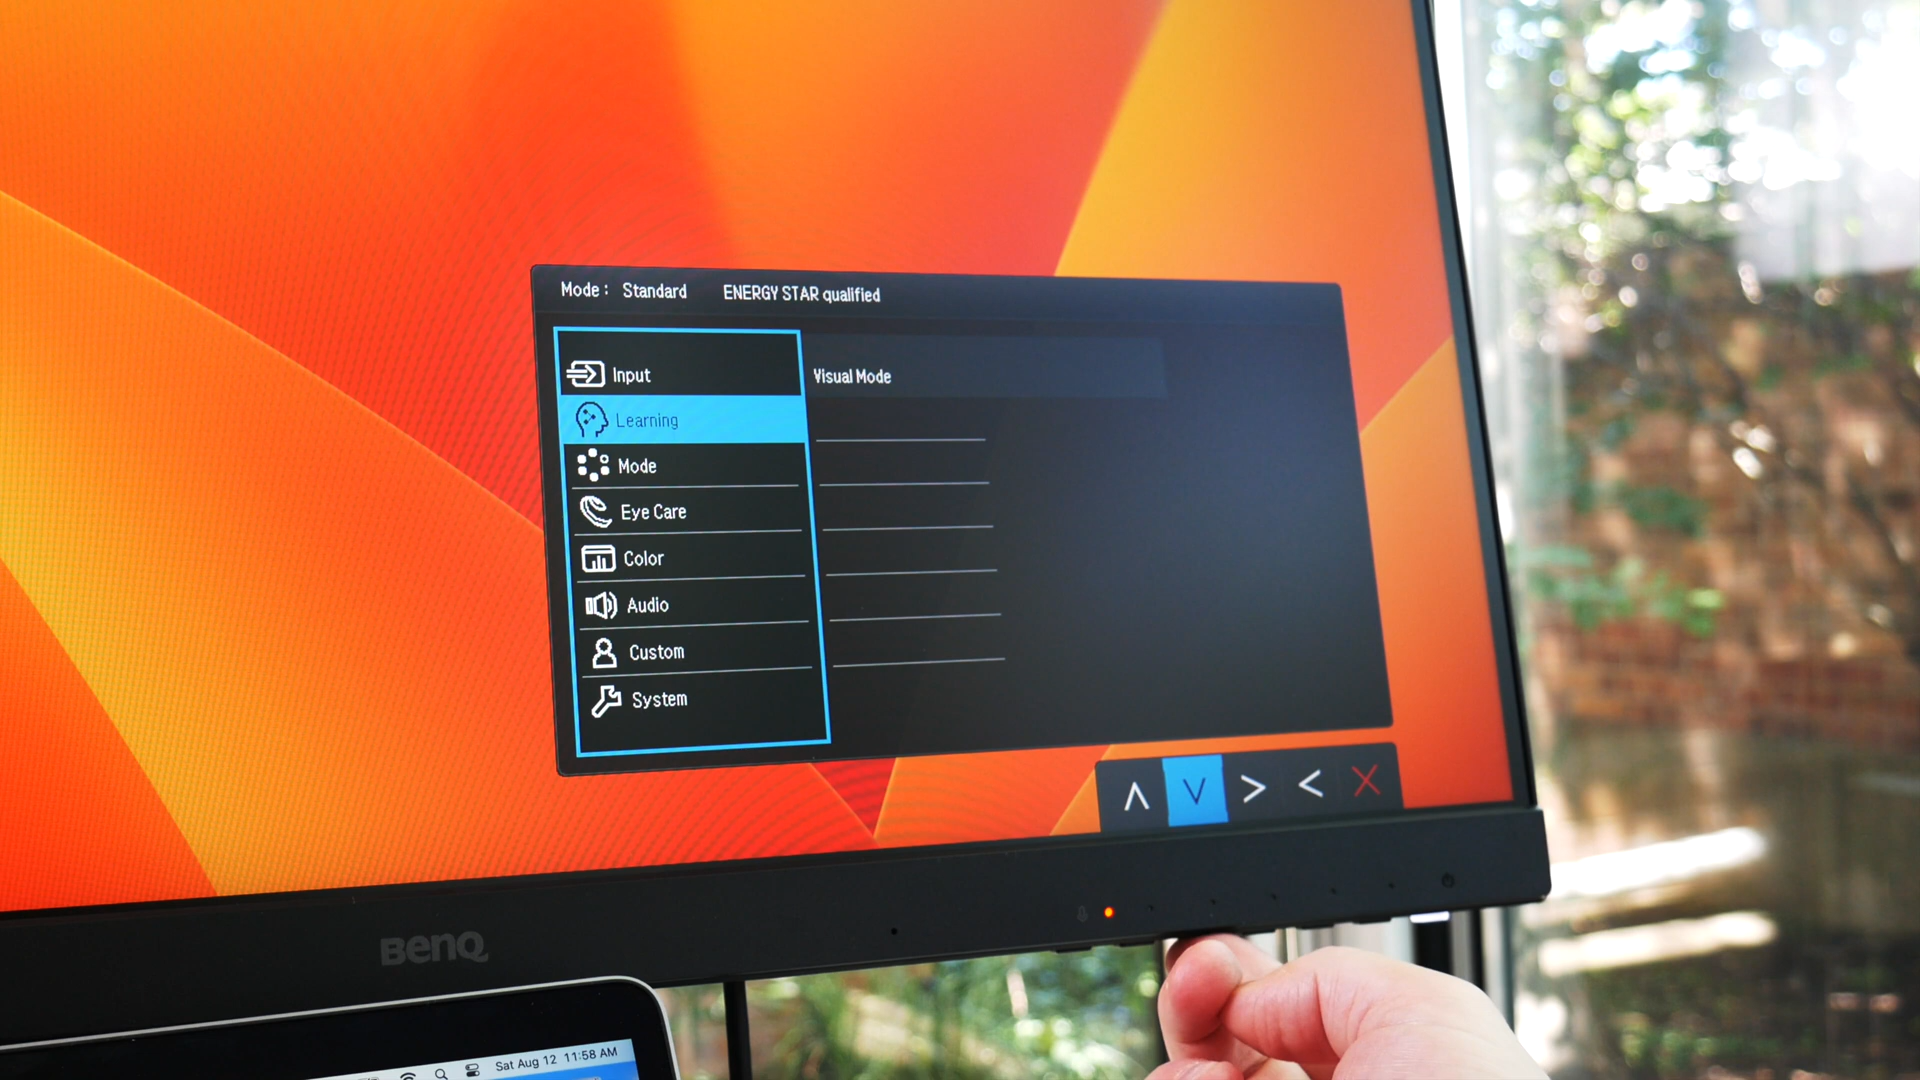 Mode : Standard ENERGY STAR qualified
Input
Visual Mode
Learning
Mode
Eye Care
Color
Audio
Custom
System
BenQ
Sat Aug 12 11:58 AM